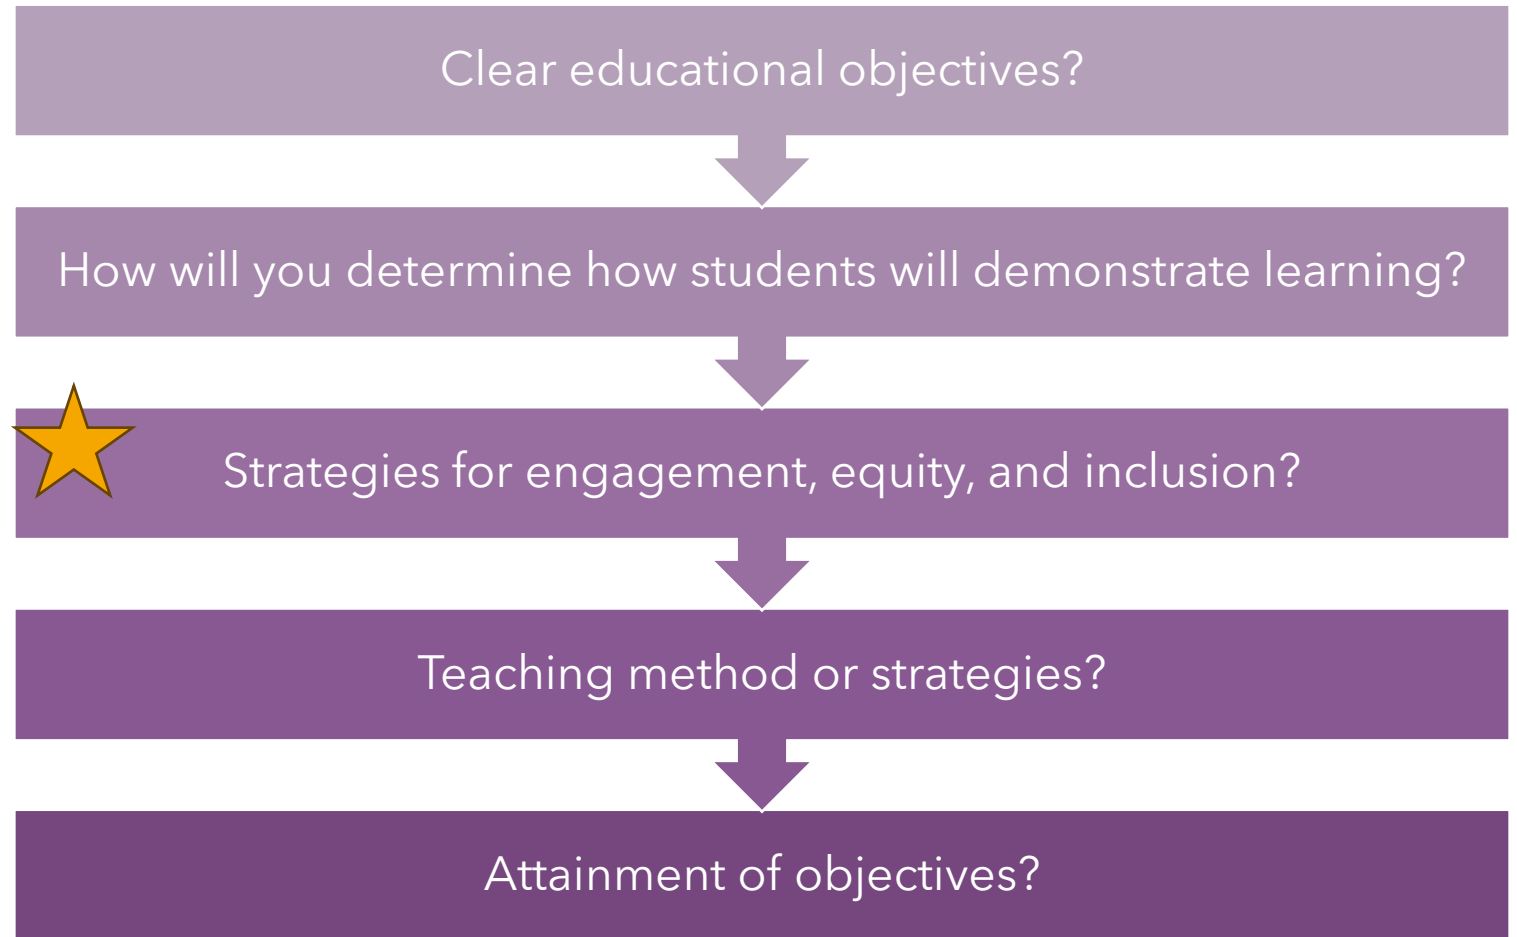 Clear educational objectives?
How will you determine how students will demonstrate learning?
Strategies for engagement, equity, and inclusion?
Teaching method or strategies?
Attainment of objectives?